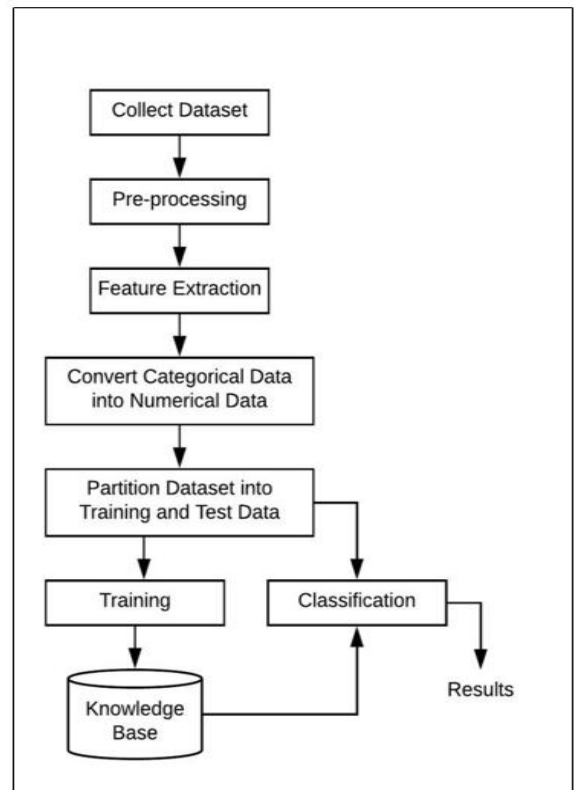 Collect Dataset
Pre-processing
Feature Extraction
Convert Categorical Data
into Numerical Data
Partition Dataset into
Training and Test Data
Training
Classification
Knowledge
Base
Results